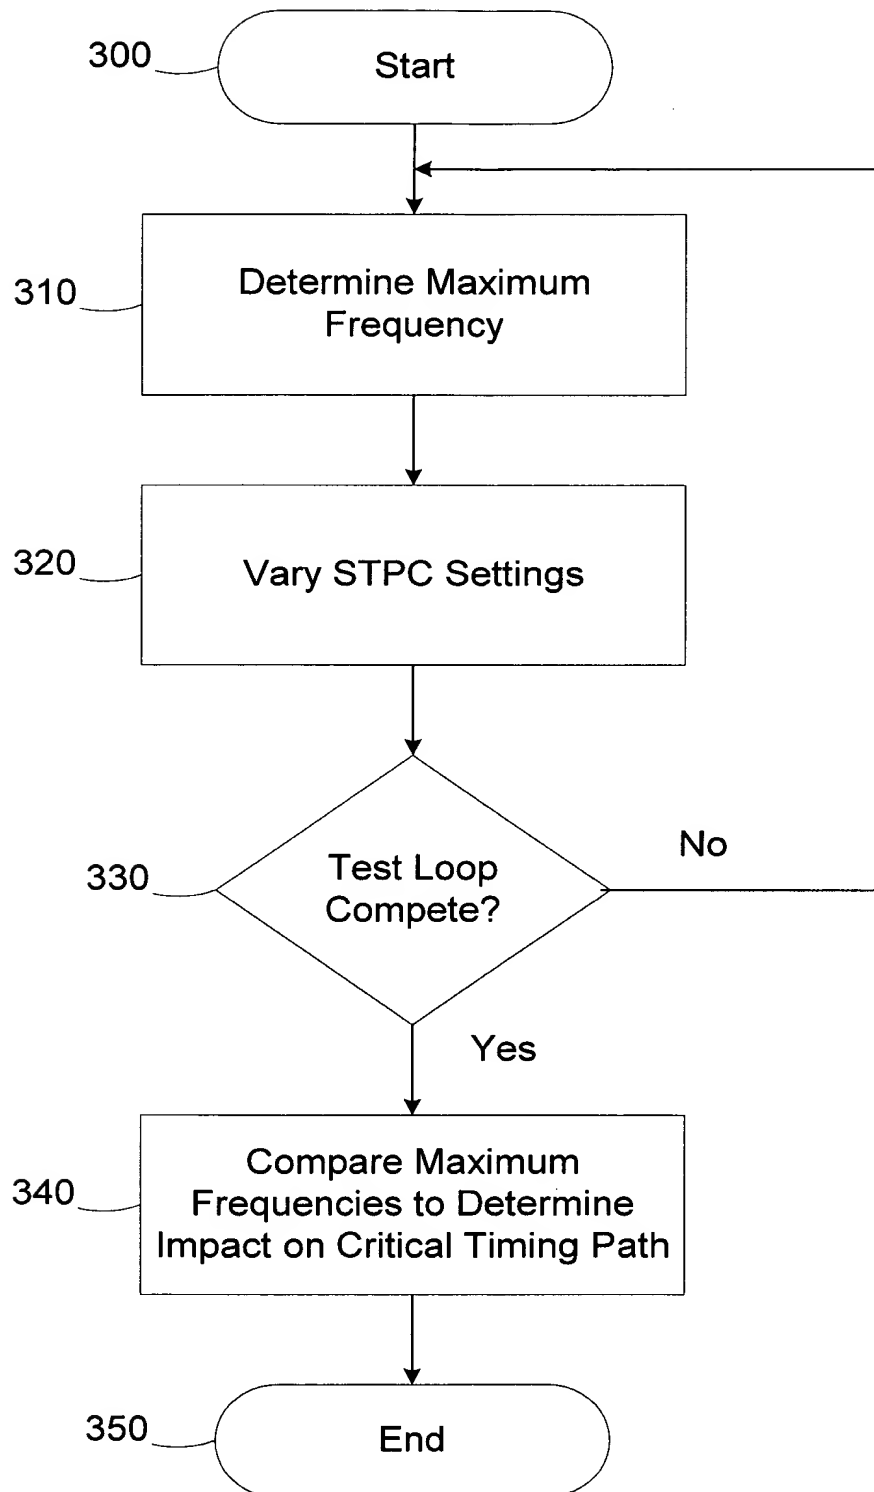 300
Start
310
Determine Maximum
Frequency
320
Vary STPC Settings
330
Test Loop
Compete?
No
Yes
340
Compare Maximum
Frequencies to Determine
Impact on Critical Timing Path
350
End